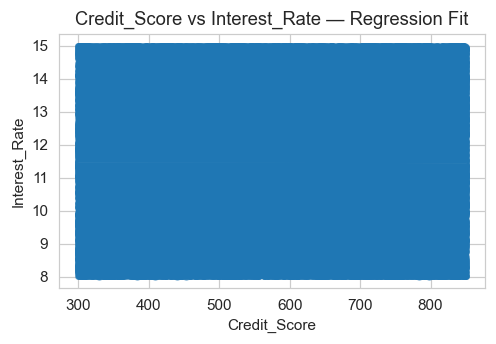 Credit_Score vs Interest_Rate — Regression Fit
15
14
13
12
11
10
9
8
Interest_Rate
300 400 500 600 700 800
Credit_Score